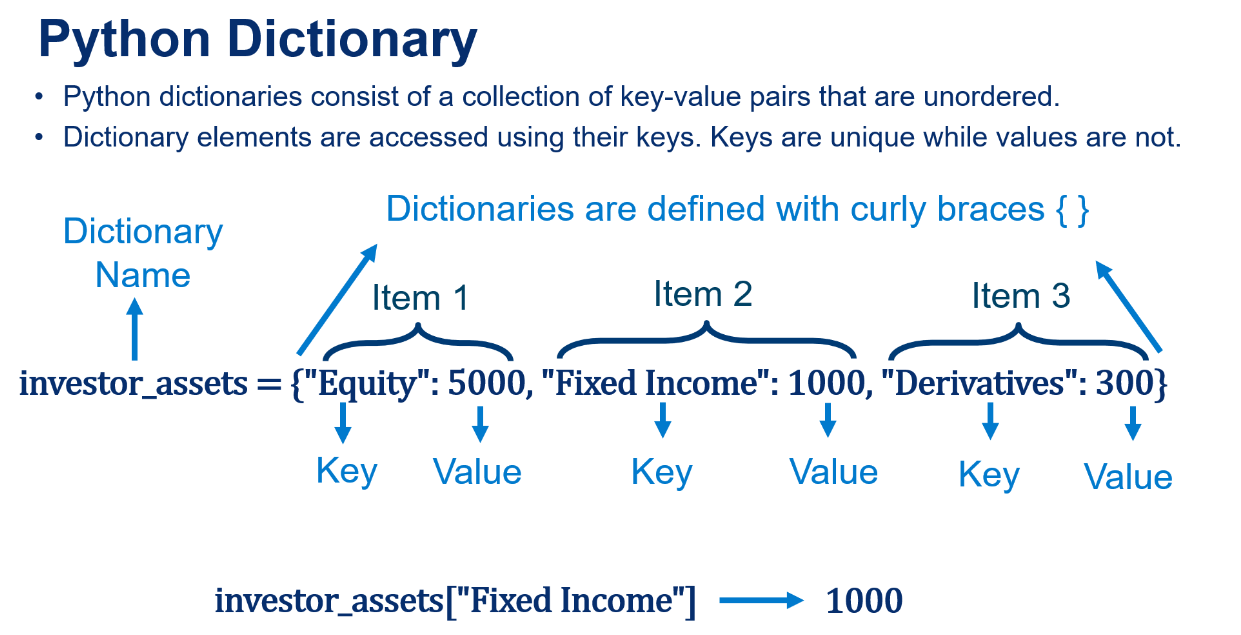 Python Dictionary
• Python dictionaries consist of a collection of key-value pairs that are unordered.
• Dictionary elements are accessed using their keys. Keys are unique while values are not.
Dictionaries are defined with curly braces { }
Dictionary
Name
Item 1
Item 2
Item 3
investor_assets = {"Equity": 5000, "Fixed Income": 1000, "Derivatives": 300}
Key
Value
Key
Value
Key
Value
investor_assets["Fixed Income"] 1000